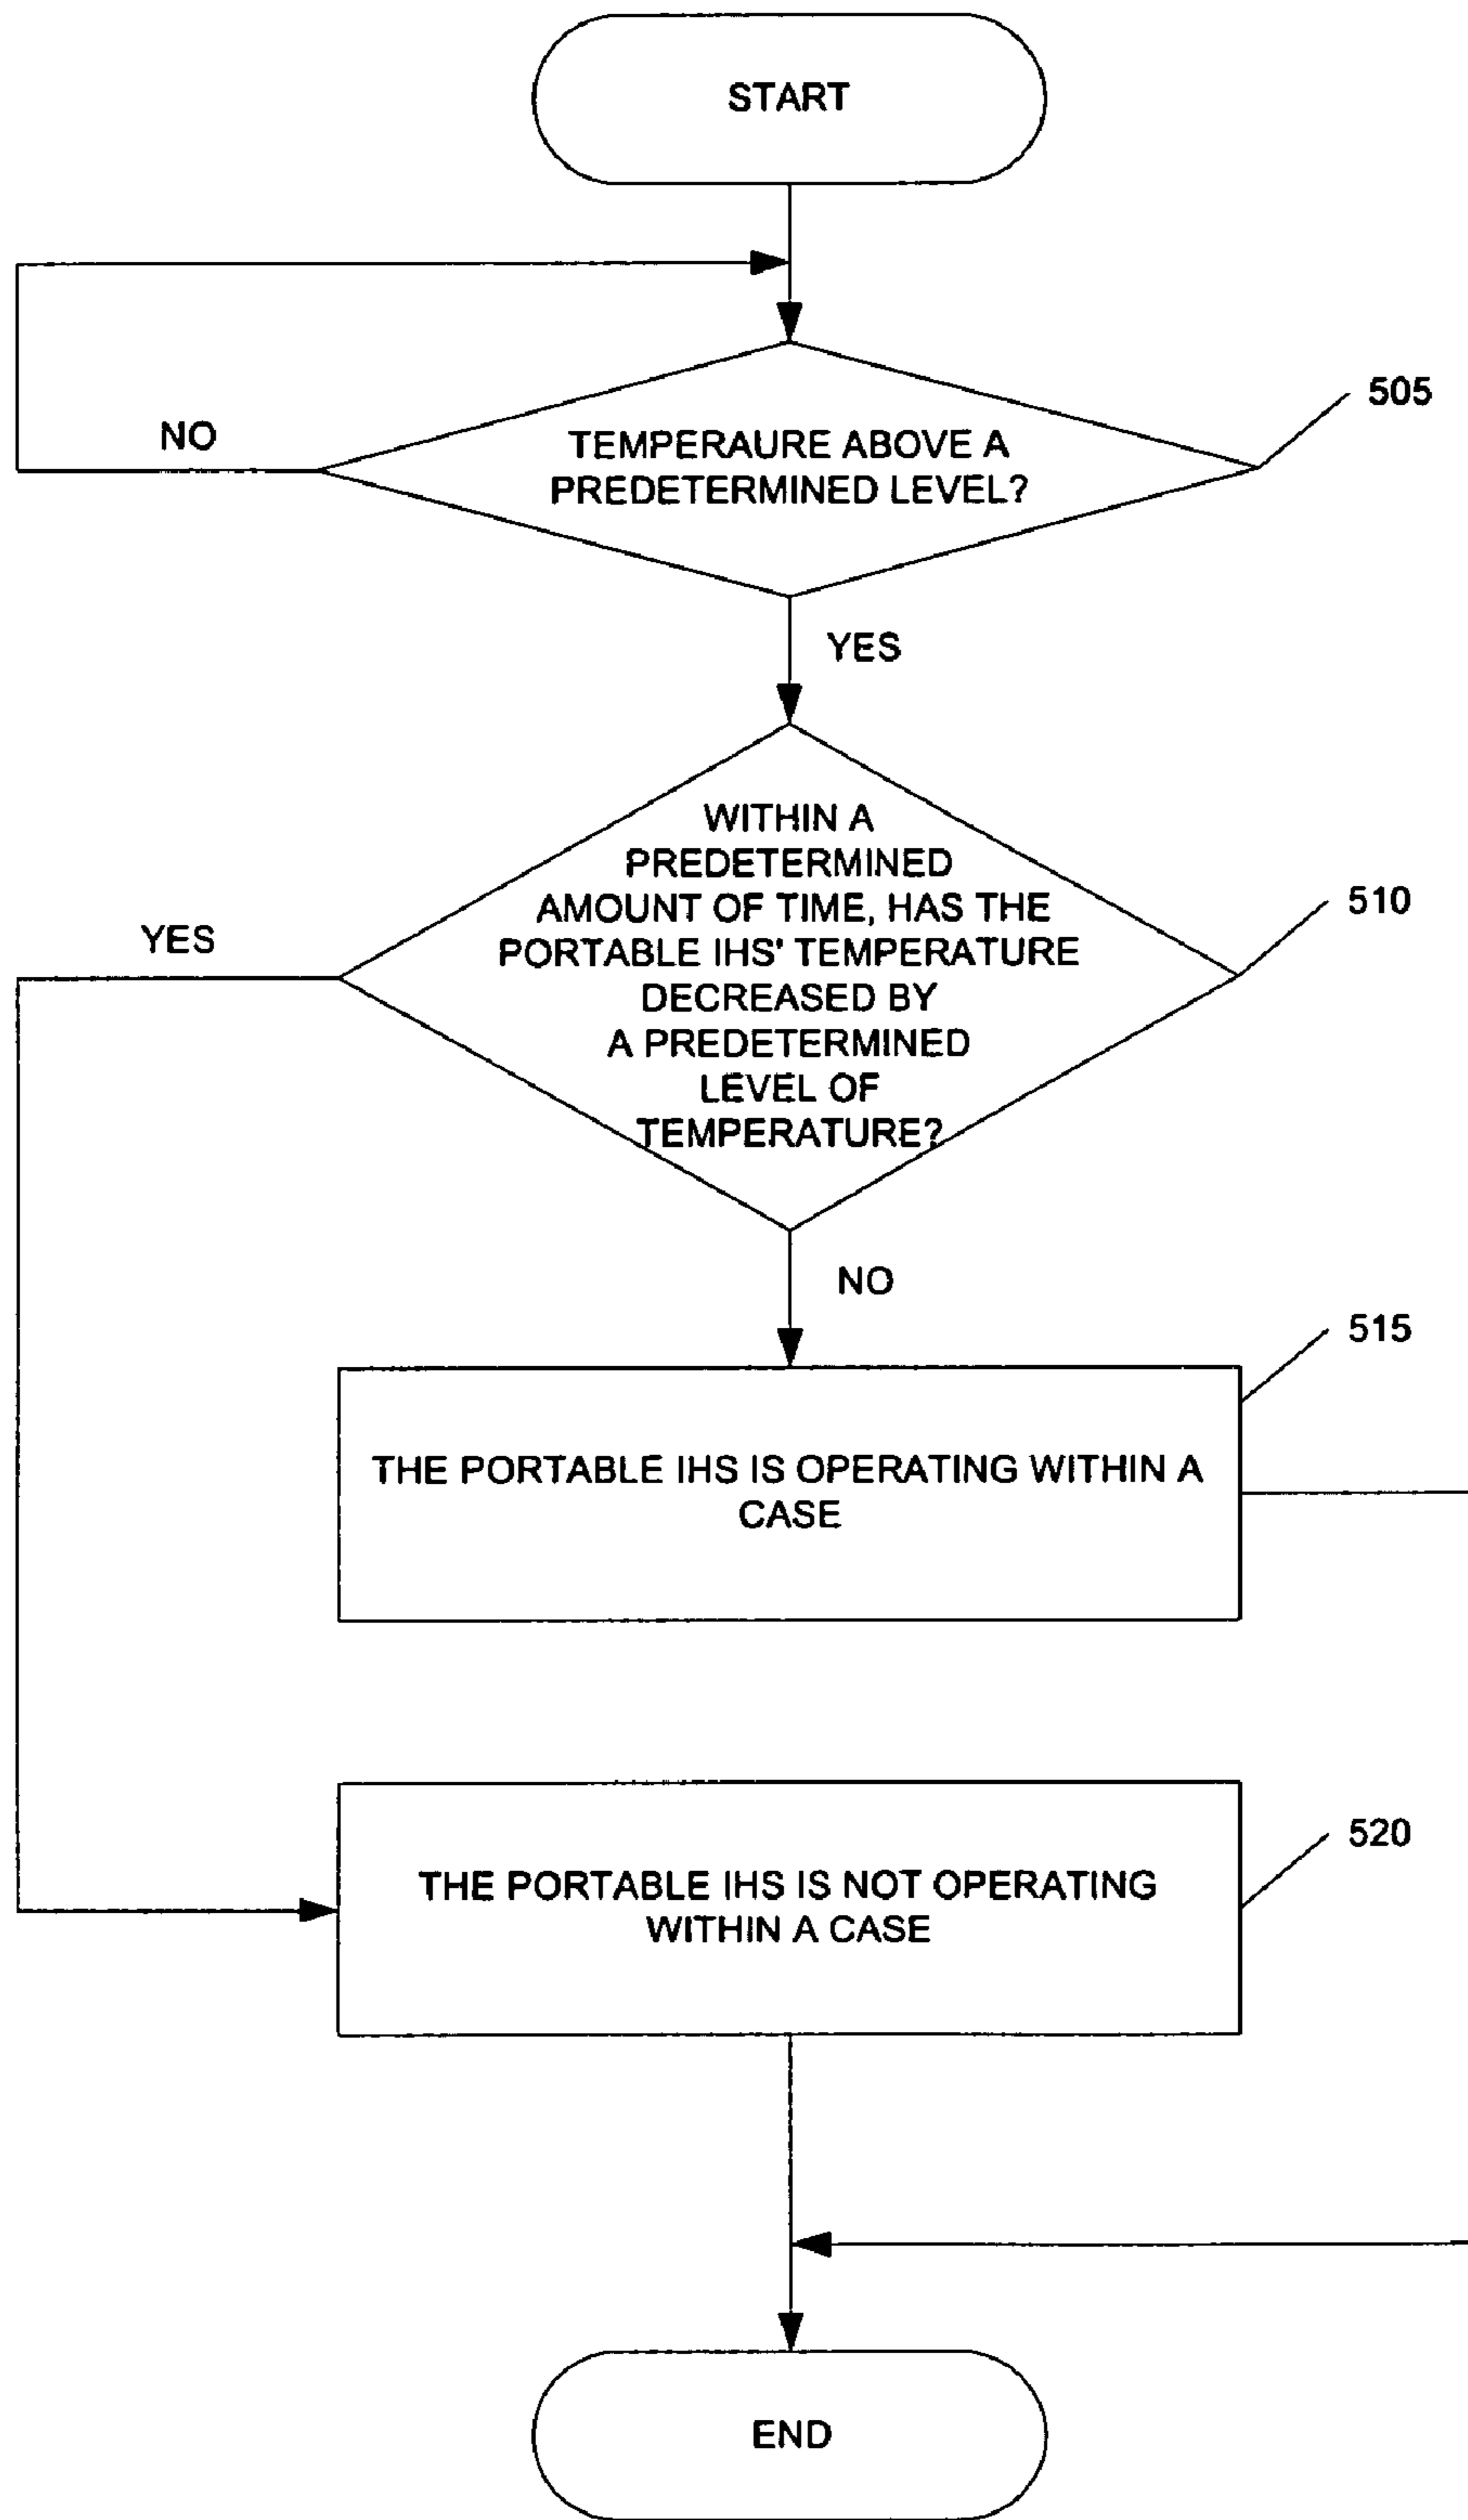 START
505
NO
TEMPERAURE ABOVE A
PREDETERMINED LEVEL?
YES
WITHIN A
PREDETERMINED
AMOUNT OF TIME, HAS THE
PORTABLE IHS' TEMPERATURE
DECREASED BY
A PREDETERMINED
LEVEL OF
TEMPERATURE?
510
YES
NO
515
THE PORTABLE IHS IS OPERATING WITHIN A
CASE
520
THE PORTABLE IHS IS NOT OPERATING
WITHIN A CASE
END